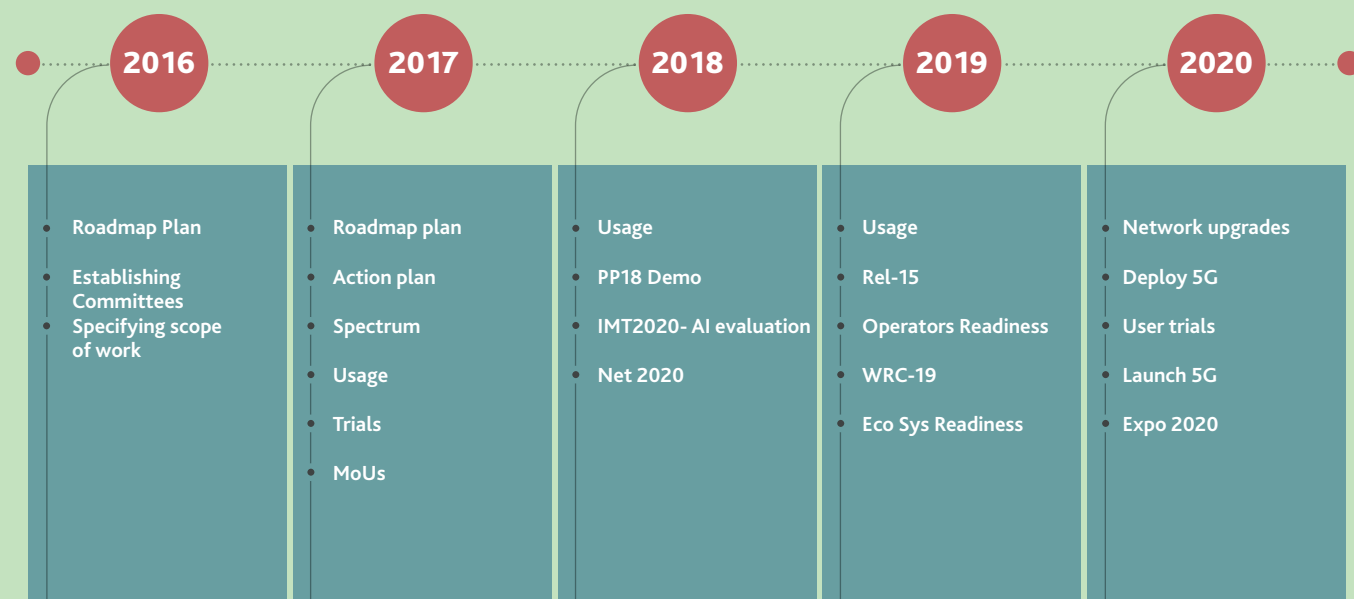 2016
2017
2018
2019
2020
Roadmap Plan
Establishing
Committees
Specifying scope
of work
Roadmap plan
Action plan
Spectrum
Usage
Trials
MoUs
Usage
PP18 Demo
IMT2020- AI evaluation
Net 2020
Usage
Rel-15
Operators Readiness
WRC-19
Eco Sys Readiness
Network upgrades
Deploy 5G
User trials
Launch 5G
Expo 2020